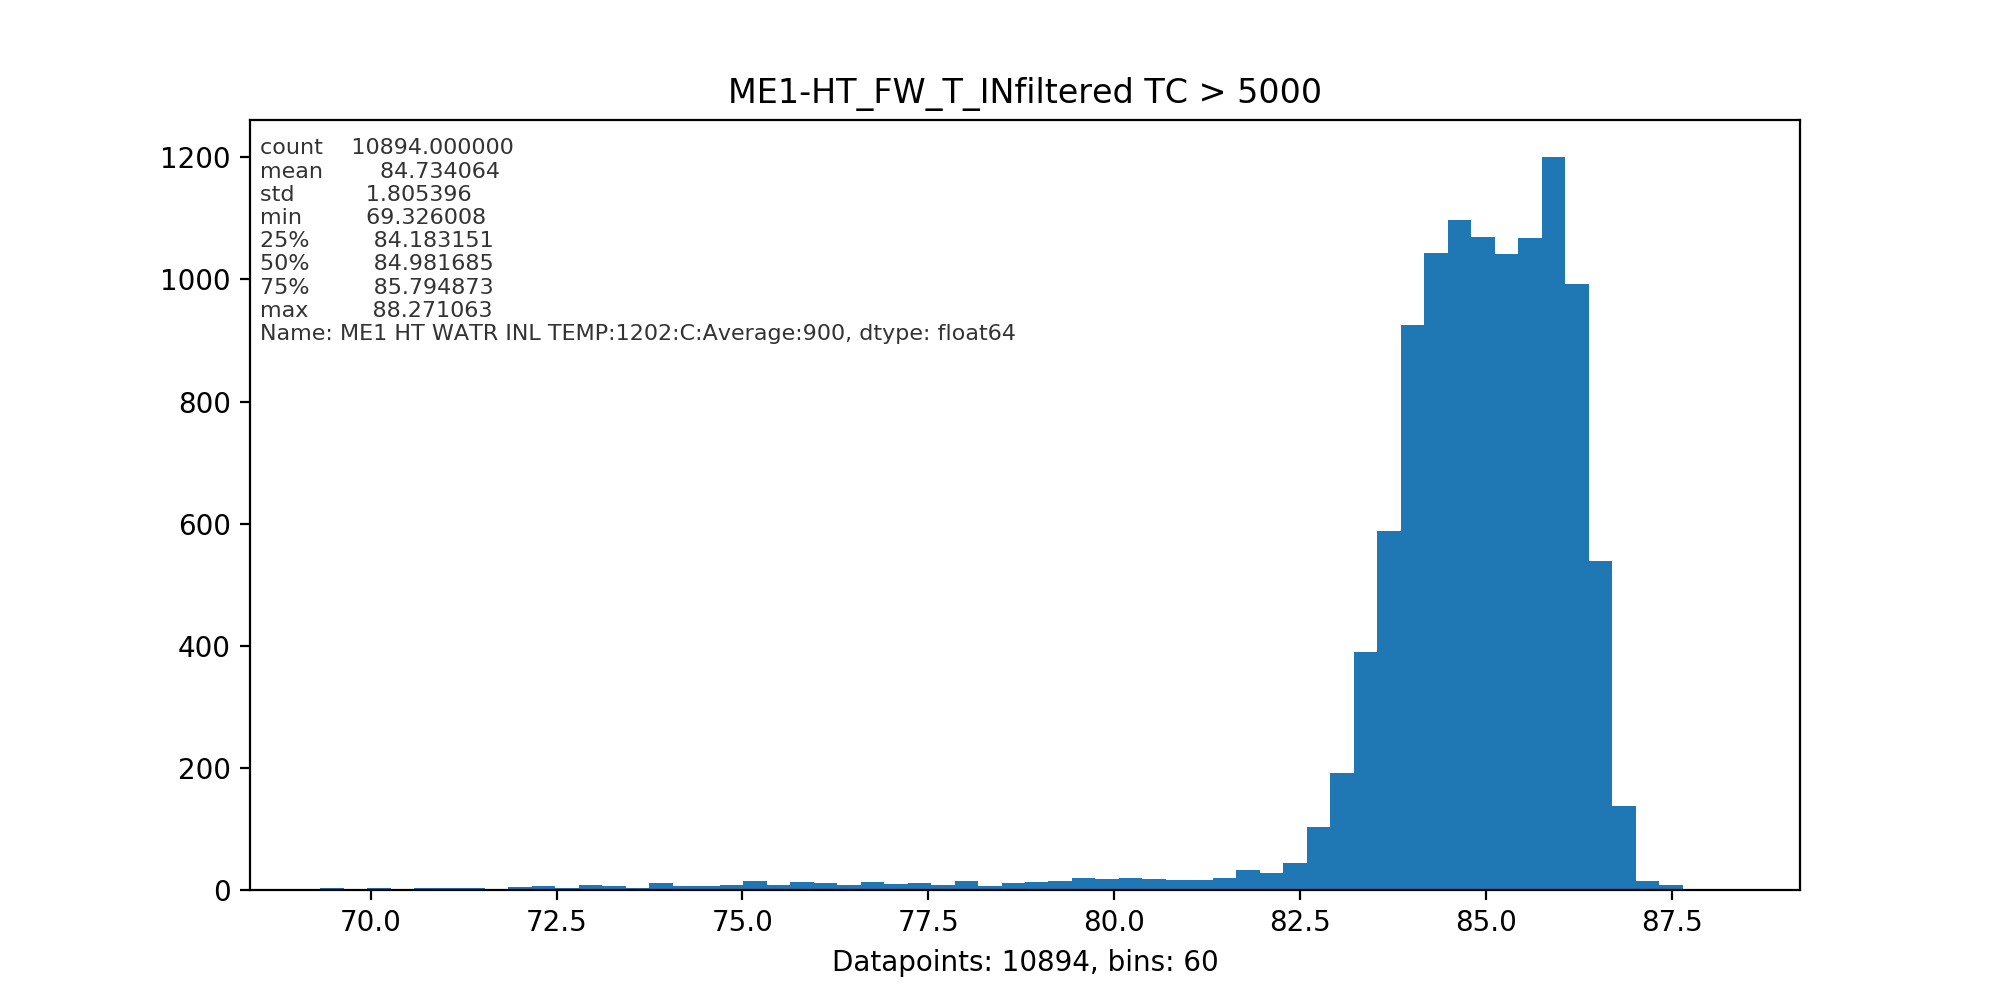 ME1-HT_FW_T_INfiltered TC > 5000
count 10894.000000
mean 84.734064
std 1.805396
min 69.326008
25% 84.183151
50% 84.981685
75% 85.794873
max 88.271063
Name: ME1 HT WATR INL TEMP:1202:C:Average:900, dtype: float64
1200
1000
800
600
400
200
0
70.0 72.5 75.0 77.5 80.0 82.5 85.0 87.5
Datapoints: 10894, bins: 60